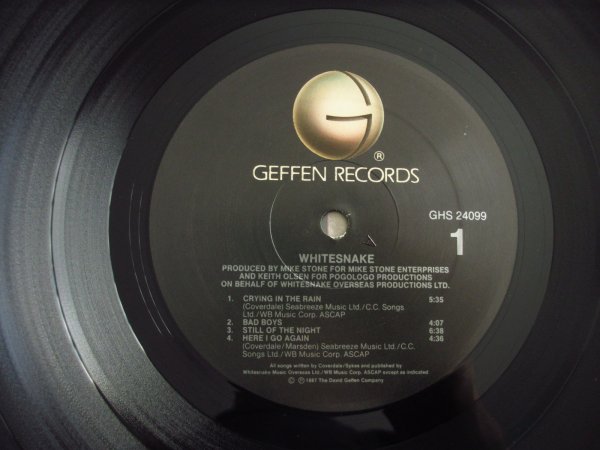 G
®
GEFFEN RECORDS
GHS 24099
1
WHITESNAKE
PRODUCED BY MIKE STONE FOR MIKE STONE ENTERPRISES
AND KEITH OLSEN FOR POGOLOGO PRODUCTIONS
ON BEHALF OF WHITESNAKE OVERSEAS PRODUCTIONS LTD.
1. CRYING IN THE RAIN 5:35
(Coverdale) Seabreeze Music Ltd./C.C. Songs
Ltd./WB Music Corp. ASCAP
2. BAD BOYS 4:07
3. STILL OF THE NIGHT 6:38
4. HERE I GO AGAIN 4:36
(Coverdale/Marsden) Seabreeze Music Ltd./C.C.
Songs Ltd./WB Music Corp. ASCAP
All songs written by Coverdale/Sykes and published by
Whitesnake Music Overseas Ltd./WB Music Corp. ASCAP except as indicated.
© ℗ 1987 The David Geffen Company